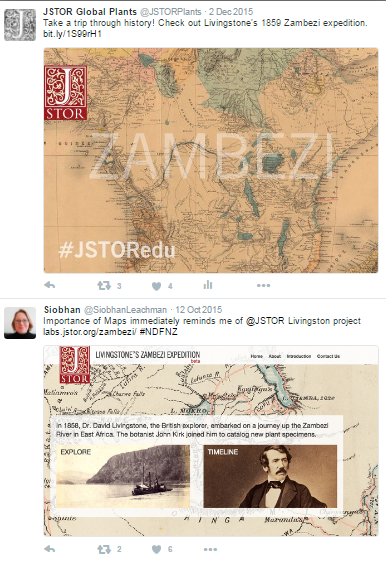 JSTOR Global Plants @JSTORPlants · 2 Dec 2015
Take a trip through history! Check out Livingstone's 1859 Zambezi expedition.
bit.ly/1S99rH1
J
STOR
ZAMBEZI
#JSTORedu
3 4
Siobhan @SiobhanLeachman · 12 Oct 2015
Importance of Maps immediately reminds me of @JSTOR Livingston project
labs.jstor.org/zambezi/ #NDFNZ
J
STOR
LIVINGSTONE'S ZAMBEZI EXPEDITION
beta
Home About Introduction Contact Us
In 1858, Dr. David Livingstone, the British explorer, embarked on a journey up the Zambezi
River in East Africa. The botanist John Kirk joined him to catalog new plant specimens.
EXPLORE
TIMELINE
2 6